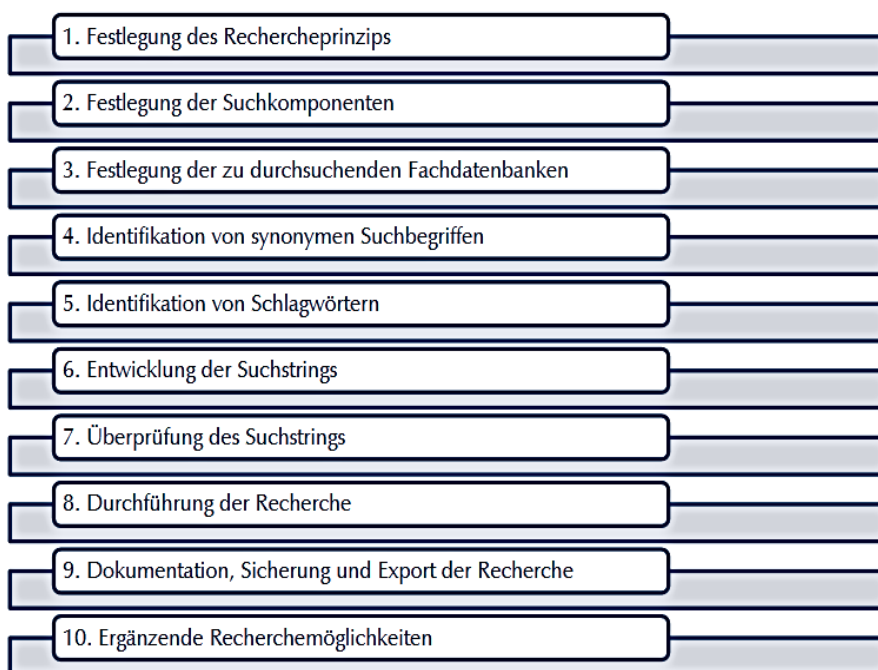 1. Festlegung des Rechercheprinzips
2. Festlegung der Suchkomponenten
3. Festlegung der zu durchsuchenden Fachdatenbanken
4. Identifikation von synonymen Suchbegriffen
5. Identifikation von Schlagwörtern
6. Entwicklung der Suchstrings
7. Überprüfung des Suchstrings
8. Durchführung der Recherche
9. Dokumentation, Sicherung und Export der Recherche
10. Ergänzende Recherchemöglichkeiten